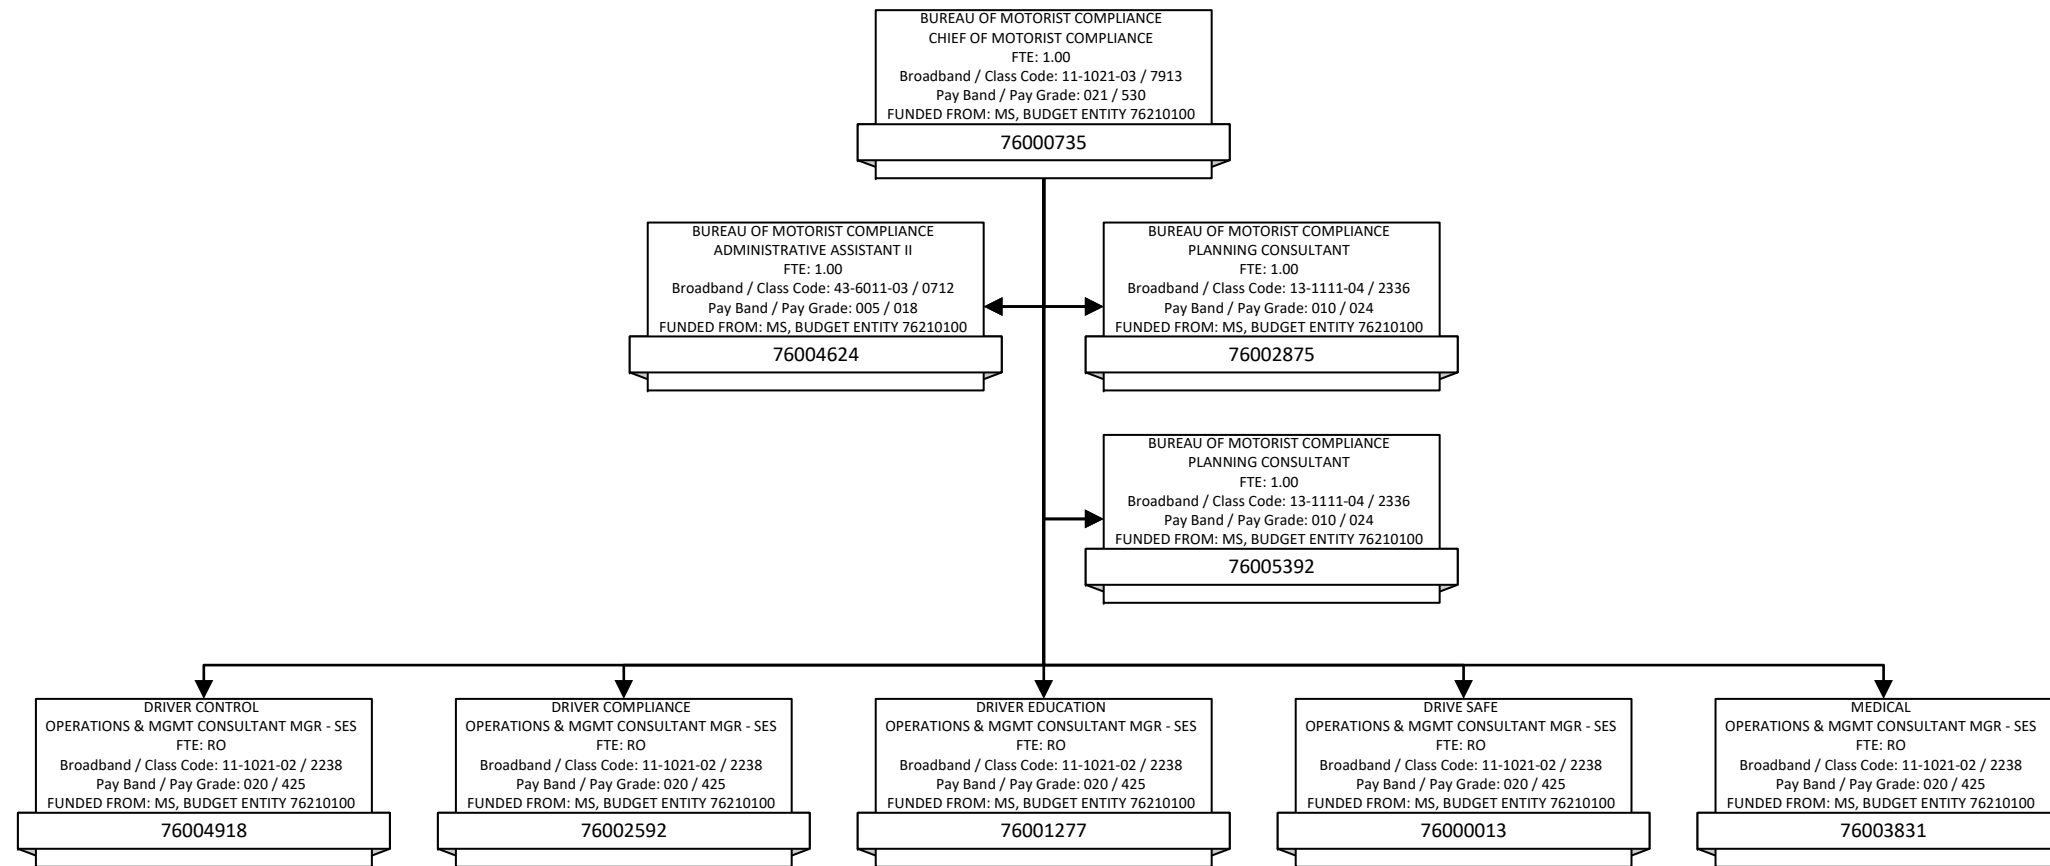 BUREAU OF MOTORIST COMPLIANCE
CHIEF OF MOTORIST COMPLIANCE
FTE: 1.00
Broadband / Class Code: 11-1021-03 / 7913
Pay Band / Pay Grade: 021 / 530
FUNDED FROM: MS, BUDGET ENTITY 76210100
76000735
BUREAU OF MOTORIST COMPLIANCE
ADMINISTRATIVE ASSISTANT II
FTE: 1.00
Broadband / Class Code: 43-6011-03 / 0712
Pay Band / Pay Grade: 005 / 018
FUNDED FROM: MS, BUDGET ENTITY 76210100
76004624
BUREAU OF MOTORIST COMPLIANCE
PLANNING CONSULTANT
FTE: 1.00
Broadband / Class Code: 13-1111-04 / 2336
Pay Band / Pay Grade: 010 / 024
FUNDED FROM: MS, BUDGET ENTITY 76210100
76002875
BUREAU OF MOTORIST COMPLIANCE
PLANNING CONSULTANT
FTE: 1.00
Broadband / Class Code: 13-1111-04 / 2336
Pay Band / Pay Grade: 010 / 024
FUNDED FROM: MS, BUDGET ENTITY 76210100
76005392
DRIVER CONTROL
OPERATIONS & MGMT CONSULTANT MGR - SES
FTE: RO
Broadband / Class Code: 11-1021-02 / 2238
Pay Band / Pay Grade: 020 / 425
FUNDED FROM: MS, BUDGET ENTITY 76210100
76004918
DRIVER COMPLIANCE
OPERATIONS & MGMT CONSULTANT MGR - SES
FTE: RO
Broadband / Class Code: 11-1021-02 / 2238
Pay Band / Pay Grade: 020 / 425
FUNDED FROM: MS, BUDGET ENTITY 76210100
76002592
DRIVER EDUCATION
OPERATIONS & MGMT CONSULTANT MGR - SES
FTE: RO
Broadband / Class Code: 11-1021-02 / 2238
Pay Band / Pay Grade: 020 / 425
FUNDED FROM: MS, BUDGET ENTITY 76210100
76001277
DRIVE SAFE
OPERATIONS & MGMT CONSULTANT MGR - SES
FTE: RO
Broadband / Class Code: 11-1021-02 / 2238
Pay Band / Pay Grade: 020 / 425
FUNDED FROM: MS, BUDGET ENTITY 76210100
76000013
MEDICAL
OPERATIONS & MGMT CONSULTANT MGR - SES
FTE: RO
Broadband / Class Code: 11-1021-02 / 2238
Pay Band / Pay Grade: 020 / 425
FUNDED FROM: MS, BUDGET ENTITY 76210100
76003831